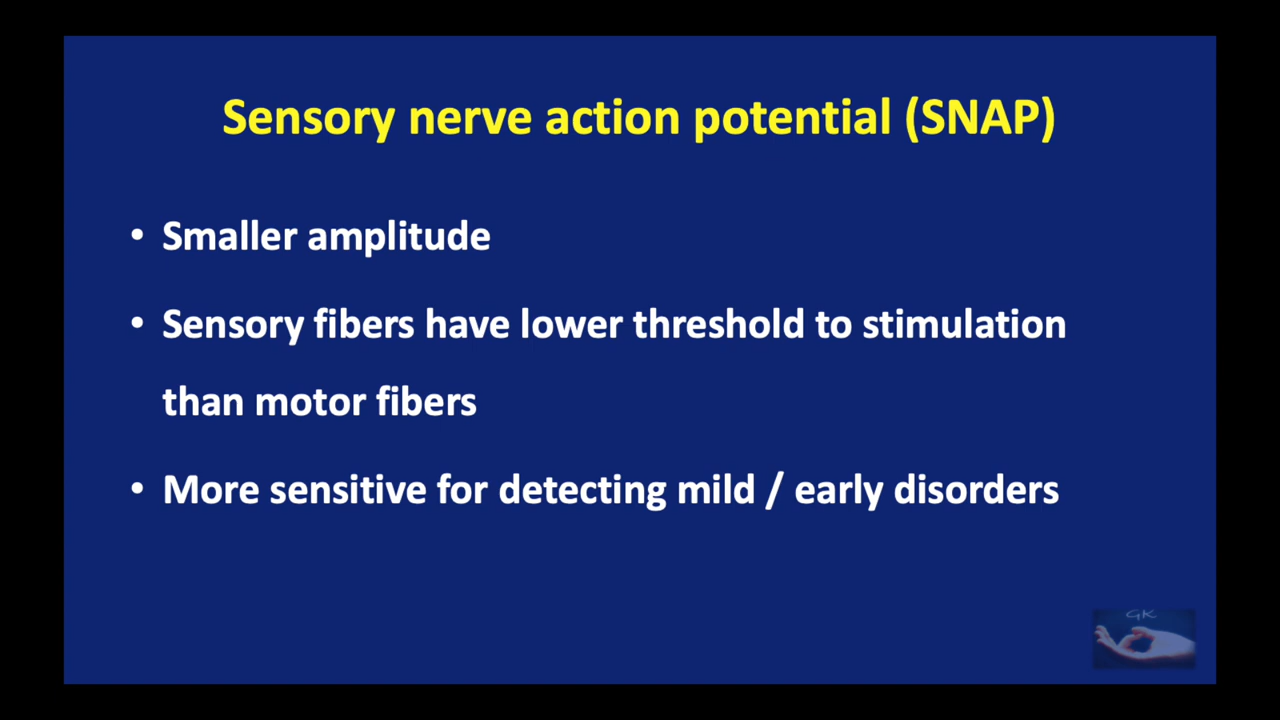 Sensory nerve action potential (SNAP)
• Smaller amplitude
• Sensory fibers have lower threshold to stimulation
than motor fibers
• More sensitive for detecting mild / early disorders
GK